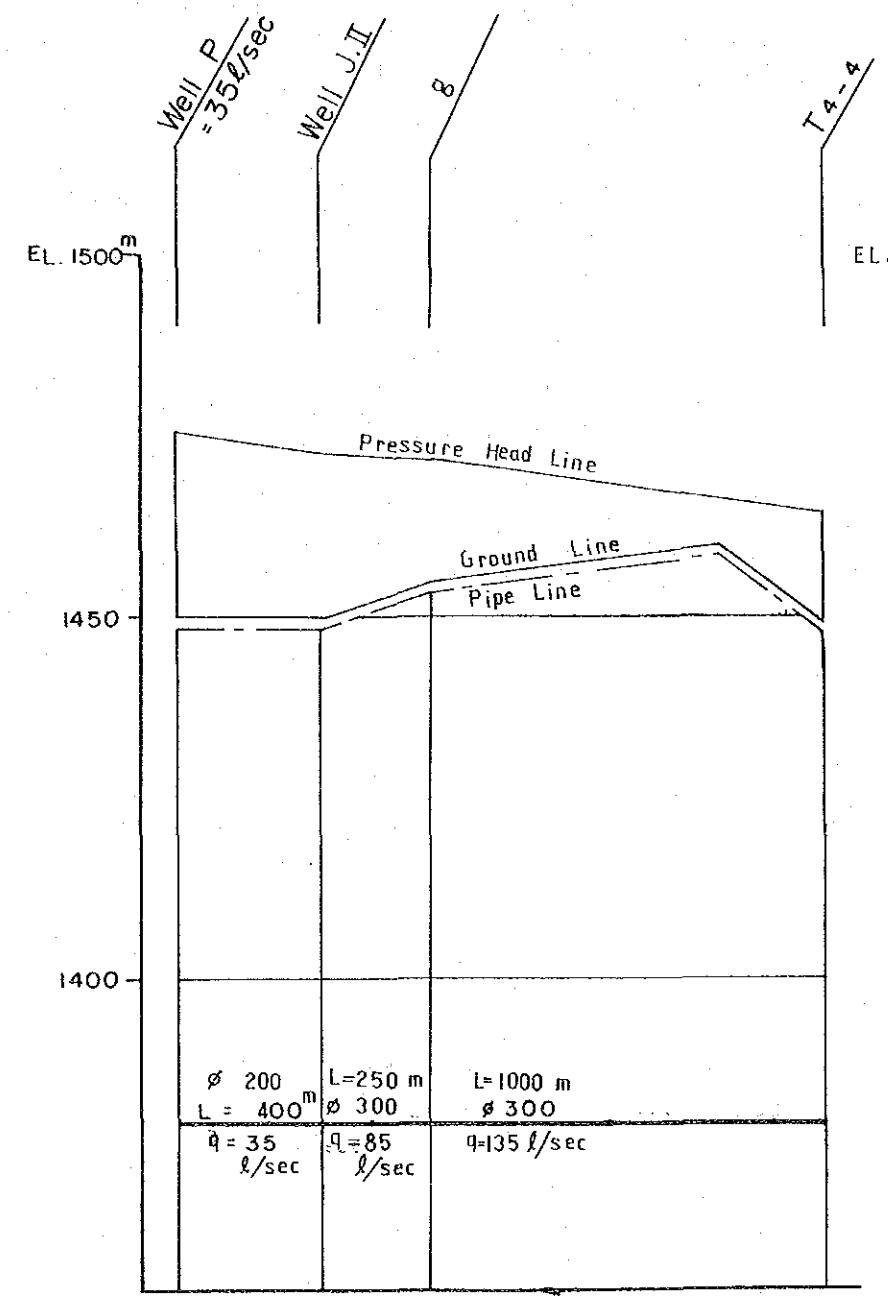 Well P
= 35ℓ/sec
Well J.II
8
T4-4
EL. 1500m
EL.
Pressure Head Line
Ground Line
Pipe Line
1450
1400
ø 200
L = 400m
q = 35
ℓ/sec
L=250 m
ø 300
q=85
ℓ/sec
L=1000 m
ø 300
q=135 ℓ/sec